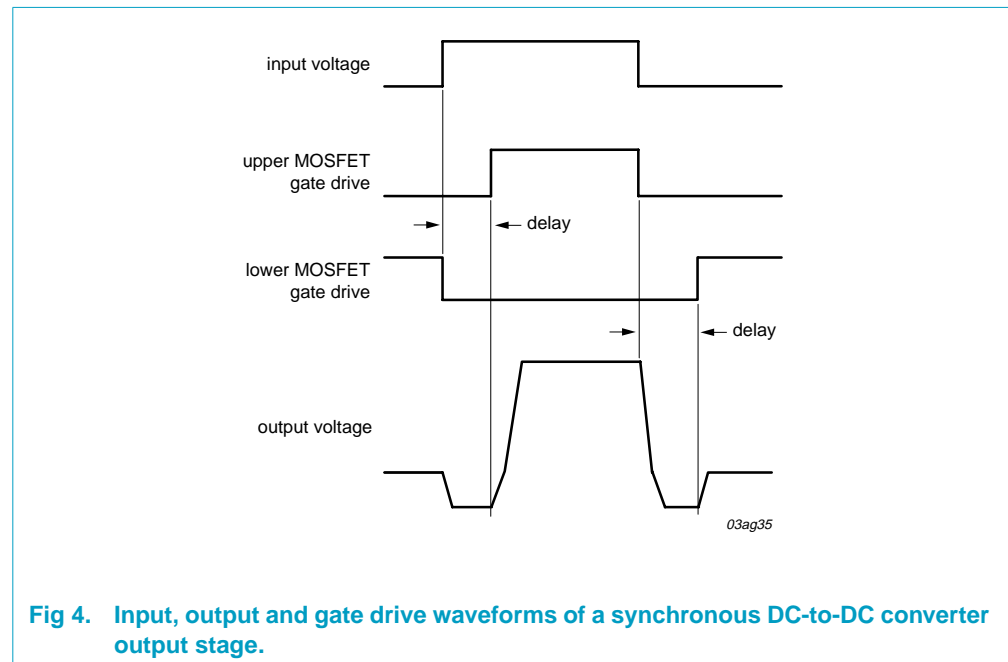 input voltage
upper MOSFET
gate drive
delay
lower MOSFET
gate drive
delay
output voltage
03ag35
Fig 4. Input, output and gate drive waveforms of a synchronous DC-to-DC converter
output stage.